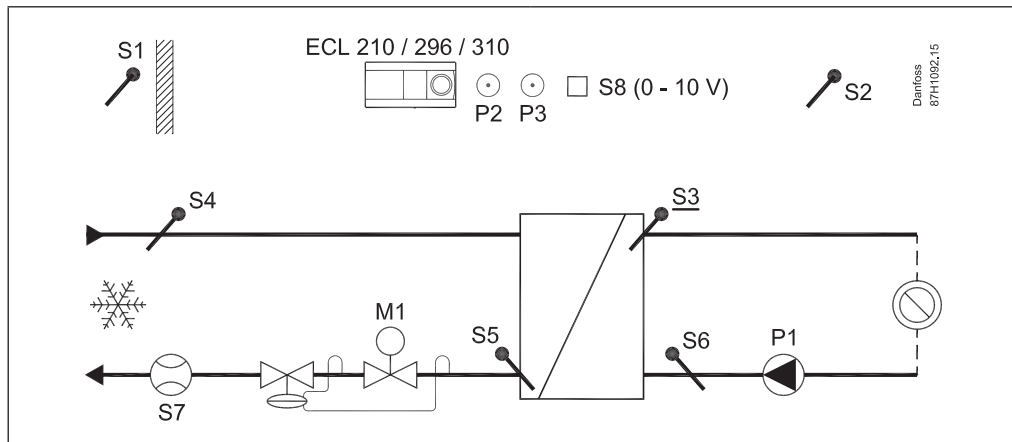 S1
ECL 210 / 296 / 310
P2
P3
S8 (0 - 10 V)
S2
Danfoss
87H1092.15
S4
S3
M1
S5
S6
P1
S7